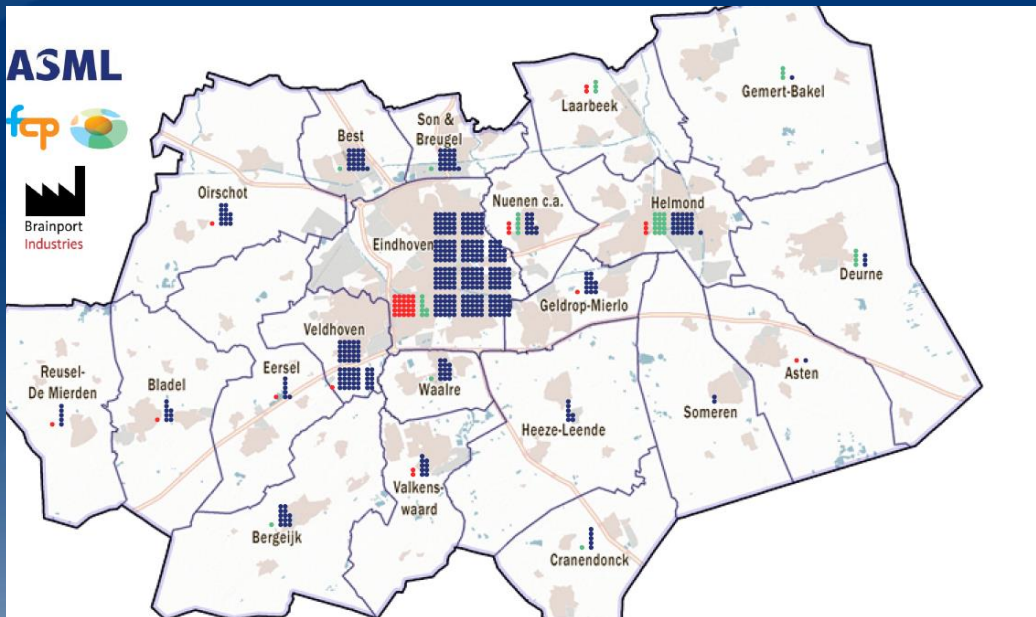 ASML
fcp
Brainport
Industries
Laarbeek
Gemert-Bakel
Best
Son &
Breugel
Oirschot
Nuenen c.a.
Helmond
Eindhoven
Deurne
Geldrop-Mierlo
Veldhoven
Reusel-
De Mierden
Bladel
Eersel
Waalre
Heeze-Leende
Someren
Asten
Valkens-
waard
Bergeijk
Cranendonck